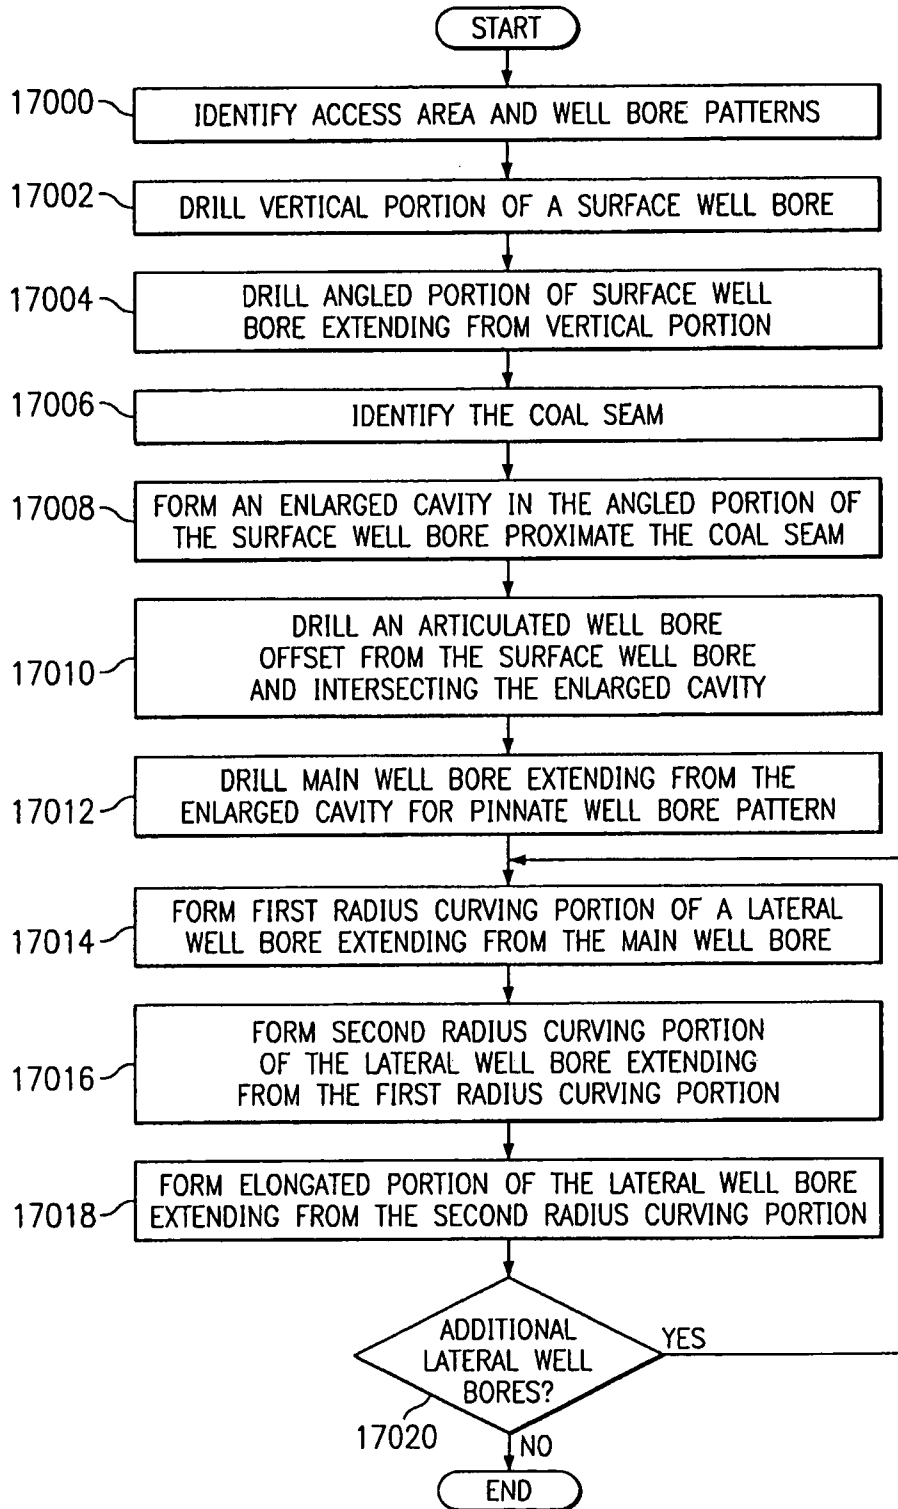 START
17000
IDENTIFY ACCESS AREA AND WELL BORE PATTERNS
17002
DRILL VERTICAL PORTION OF A SURFACE WELL BORE
17004
DRILL ANGLED PORTION OF SURFACE WELL
BORE EXTENDING FROM VERTICAL PORTION
17006
IDENTIFY THE COAL SEAM
17008
FORM AN ENLARGED CAVITY IN THE ANGLED PORTION OF
THE SURFACE WELL BORE PROXIMATE THE COAL SEAM
17010
DRILL AN ARTICULATED WELL BORE
OFFSET FROM THE SURFACE WELL BORE
AND INTERSECTING THE ENLARGED CAVITY
17012
DRILL MAIN WELL BORE EXTENDING FROM THE
ENLARGED CAVITY FOR PINNATE WELL BORE PATTERN
17014
FORM FIRST RADIUS CURVING PORTION OF A LATERAL
WELL BORE EXTENDING FROM THE MAIN WELL BORE
17016
FORM SECOND RADIUS CURVING PORTION
OF THE LATERAL WELL BORE EXTENDING
FROM THE FIRST RADIUS CURVING PORTION
17018
FORM ELONGATED PORTION OF THE LATERAL WELL BORE
EXTENDING FROM THE SECOND RADIUS CURVING PORTION
ADDITIONAL
LATERAL WELL
BORES?
YES
17020
NO
END